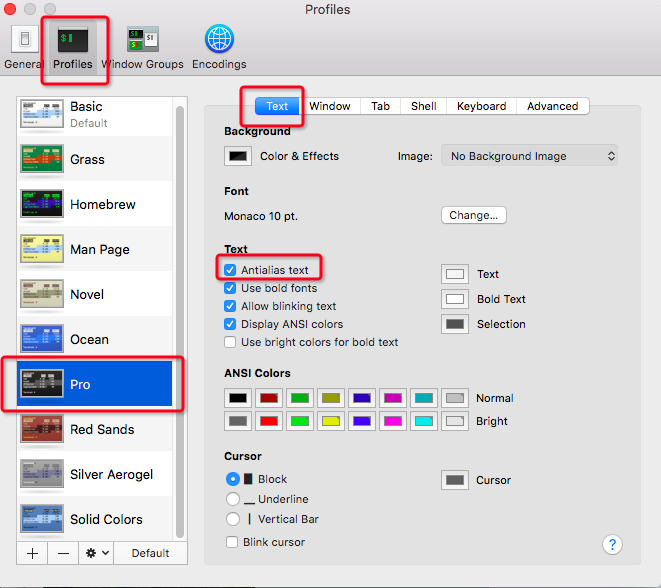 Profiles
General Profiles Window Groups Encodings
Basic
Default
Grass
Homebrew
Man Page
Novel
Ocean
Pro
Red Sands
Silver Aerogel
Solid Colors
Default
Text Window Tab Shell Keyboard Advanced
Background
Color & Effects Image: No Background Image
Font
Monaco 10 pt. Change...
Text
Antialias text Text
Use bold fonts
Allow blinking text Bold Text
Display ANSI colors Selection
Use bright colors for bold text
ANSI Colors
Normal
Bright
Cursor
Block Cursor
Underline
Vertical Bar
Blink cursor
?